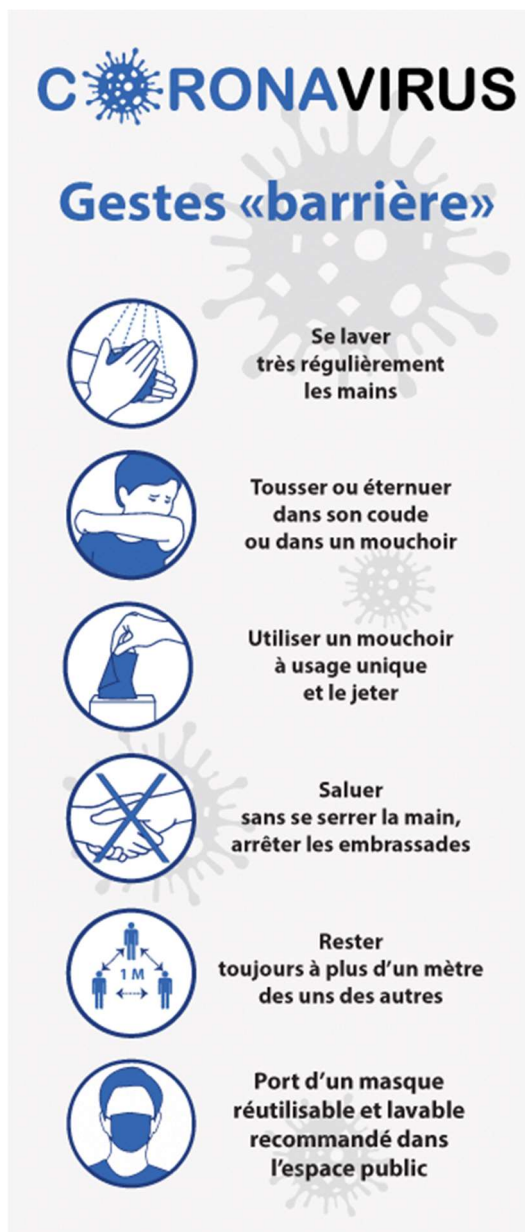 CORONAVIRUS
Gestes «barrière»
Se laver
très régulièrement
les mains
Tousser ou éternuer
dans son coude
ou dans un mouchoir
Utiliser un mouchoir
à usage unique
et le jeter
Saluer
sans se serrer la main,
arrêter les embrassades
1 M
Rester
toujours à plus d’un mètre
des uns des autres
Port d’un masque
réutilisable et lavable
recommandé dans
l’espace public